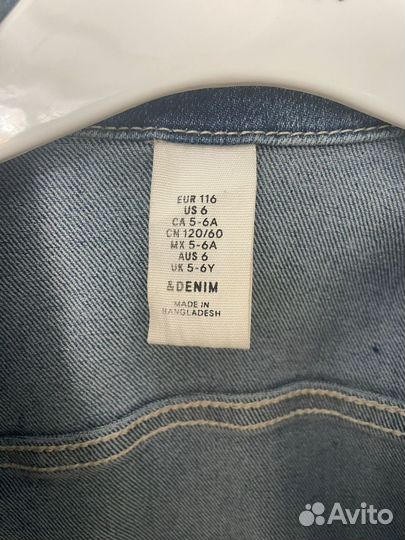 EUR 116
US 6
CA 5-6A
CN 120/60
MX 5-6A
AUS 6
UK 5-6Y
&DENIM
MADE IN
BANGLADESH
Avito